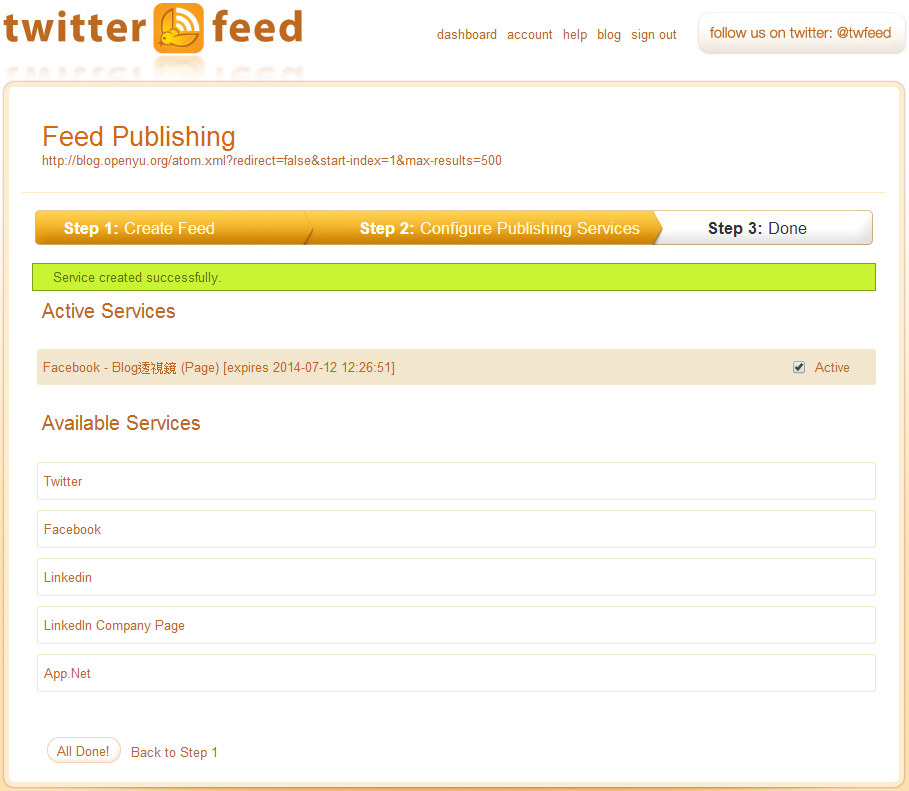 twitter feed
dashboard account help blog sign out
follow us on twitter: @twfeed
Feed Publishing
http://blog.openyu.org/atom.xml?redirect=false&start-index=1&max-results=500
Step 1: Create Feed
Step 2: Configure Publishing Services
Step 3: Done
Service created successfully.
Active Services
Facebook - Blog透視鏡 (Page) [expires 2014-07-12 12:26:51]
Active
Available Services
Twitter
Facebook
Linkedin
LinkedIn Company Page
App.Net
All Done!
Back to Step 1